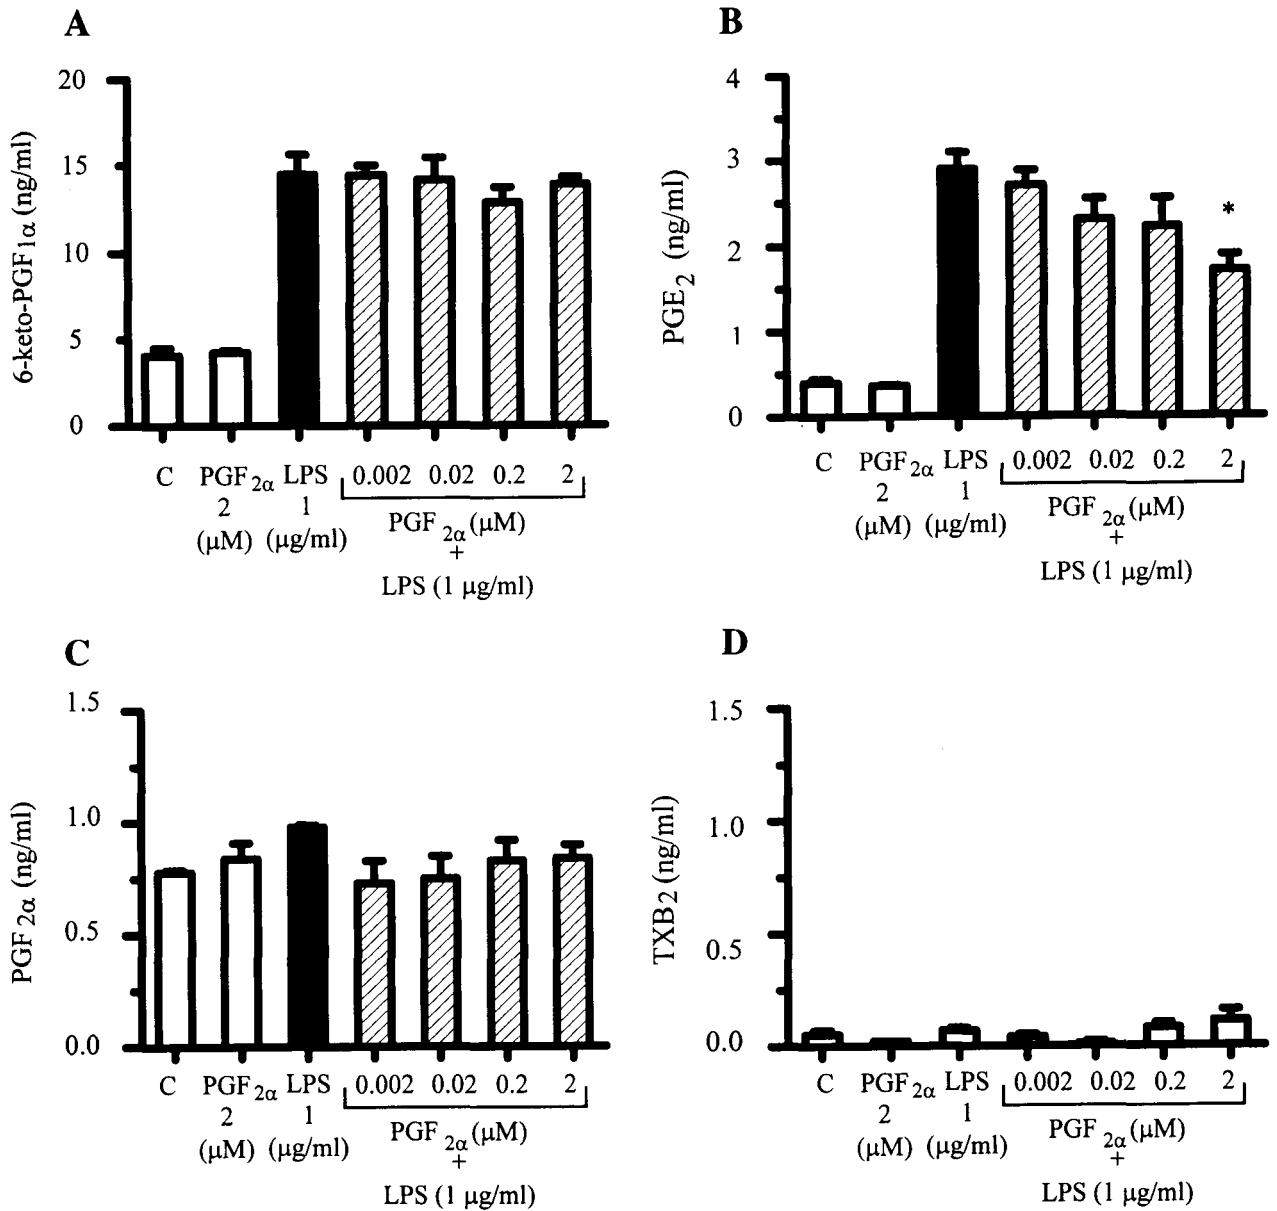 A
6-keto-PGF1α (ng/ml)
20
15
10
5
0
C PGF2α LPS 0.002 0.02 0.2 2
2 1
(μM) (μg/ml)
PGF2α (μM)
+
LPS (1 μg/ml)
B
PGE2 (ng/ml)
4
3
2
1
0
*
C PGF2α LPS 0.002 0.02 0.2 2
2 1
(μM) (μg/ml)
PGF2α (μM)
+
LPS (1 μg/ml)
C
PGF2α (ng/ml)
1.5
1.0
0.5
0.0
C PGF2α LPS 0.002 0.02 0.2 2
2 1
(μM) (μg/ml)
PGF2α (μM)
+
LPS (1 μg/ml)
D
TXB2 (ng/ml)
1.5
1.0
0.5
0.0
C PGF2α LPS 0.002 0.02 0.2 2
2 1
(μM) (μg/ml)
PGF2α (μM)
+
LPS (1 μg/ml)